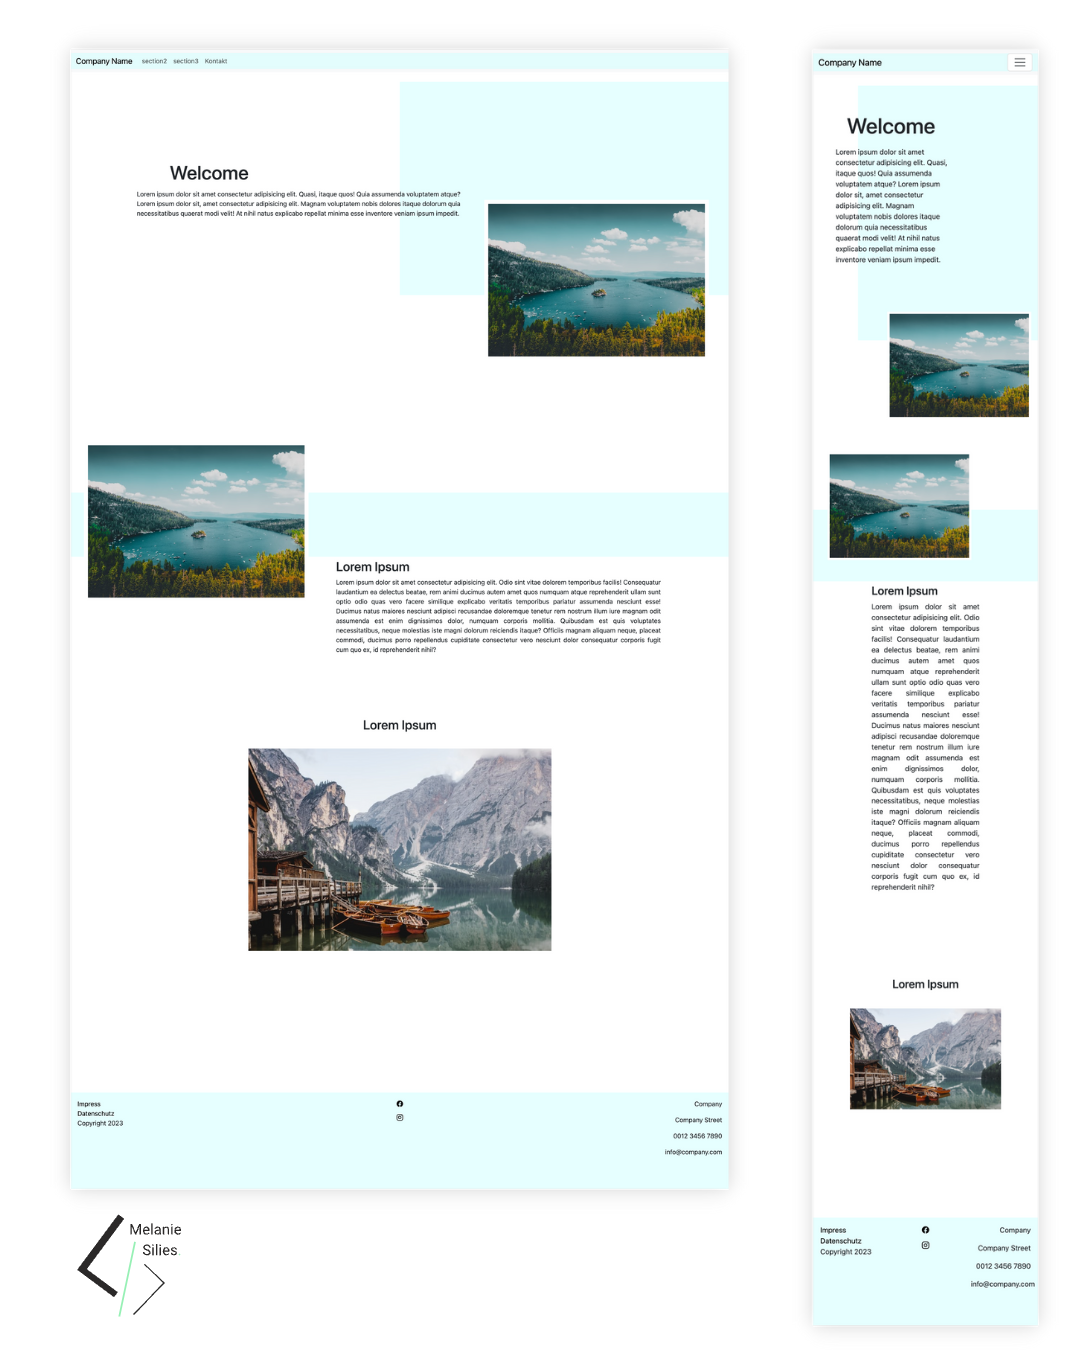 Company Name section2 section3 Kontakt
Welcome
Lorem ipsum dolor sit amet consectetur adipisicing elit. Quasi, itaque quos! Quia assumenda voluptatem atque?
Lorem ipsum dolor sit, amet consectetur adipisicing elit. Magnam voluptatem nobis dolores itaque dolorum quia
necessitatibus quaerat modi velit! At nihil natus explicabo repellat minima esse inventore veniam ipsum impedit.
Lorem Ipsum
Lorem ipsum dolor sit amet consectetur adipisicing elit. Odio sint vitae dolorem temporibus facilis! Consequatur
laudantium ea delectus beatae, rem animi ducimus autem amet quos numquam atque reprehenderit ullam sunt
optio odio quas vero facere similique explicabo veritatis temporibus pariatur assumenda nesciunt esse!
Ducimus natus maiores nesciunt adipisci recusandae doloremque tenetur rem nostrum illum iure magnam odit
assumenda est enim dignissimos dolor, numquam corporis mollitia. Quibusdam est quis voluptates
necessitatibus, neque molestias iste magni dolorum reiciendis itaque? Officiis magnam aliquam neque, placeat
commodi, ducimus porro repellendus cupiditate consectetur vero nesciunt dolor consequatur corporis fugit
cum quo ex, id reprehenderit nihil?
Lorem Ipsum
Impress
Datenschutz
Copyright 2023
Company
Company Street
0012 3456 7890
info@company.com
Melanie
Silies
Company Name
Welcome
Lorem ipsum dolor sit amet
consectetur adipisicing elit. Quasi,
itaque quos! Quia assumenda
voluptatem atque? Lorem ipsum
dolor sit, amet consectetur
adipisicing elit. Magnam
voluptatem nobis dolores itaque
dolorum quia necessitatibus
quaerat modi velit! At nihil natus
explicabo repellat minima esse
inventore veniam ipsum impedit.
Lorem Ipsum
Lorem ipsum dolor sit amet
consectetur adipisicing elit. Odio
sint vitae dolorem temporibus
facilis! Consequatur laudantium
ea delectus beatae, rem animi
ducimus autem amet quos
numquam atque reprehenderit
ullam sunt optio odio quas vero
facere similique explicabo
veritatis temporibus pariatur
assumenda nesciunt esse!
Ducimus natus maiores nesciunt
adipisci recusandae doloremque
tenetur rem nostrum illum iure
magnam odit assumenda est
enim dignissimos dolor,
numquam corporis mollitia.
Quibusdam est quis voluptates
necessitatibus, neque molestias
iste magni dolorum reiciendis
itaque? Officiis magnam aliquam
neque, placeat commodi,
ducimus porro repellendus
cupiditate consectetur vero
nesciunt dolor consequatur
corporis fugit cum quo ex, id
reprehenderit nihil?
Lorem Ipsum
Impress
Datenschutz
Copyright 2023
Company
Company Street
0012 3456 7890
info@company.com